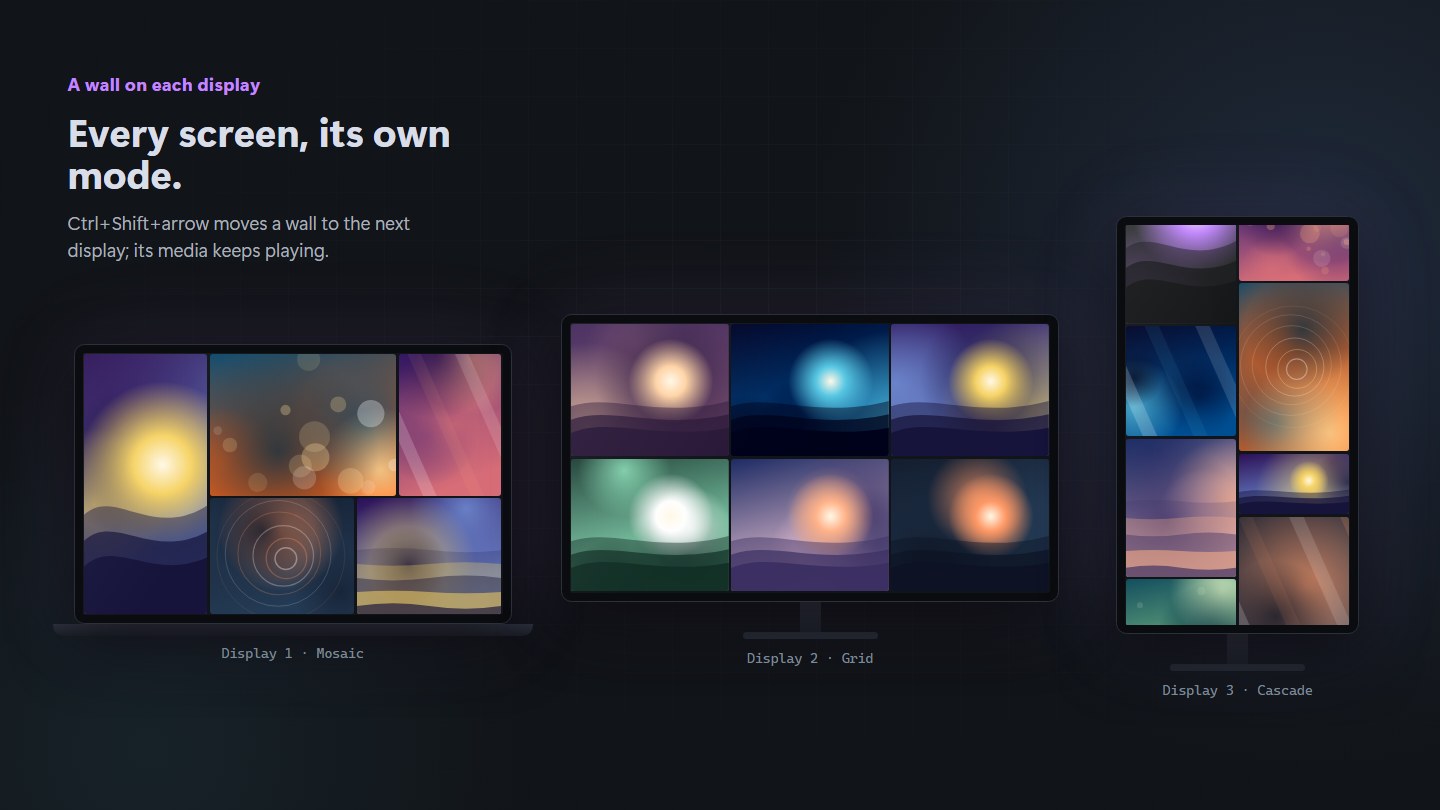 A wall on each display
Every screen, its own
mode.
Ctrl+Shift+arrow moves a wall to the next
display; its media keeps playing.
Display 1 · Mosaic
Display 2 · Grid
Display 3 · Cascade